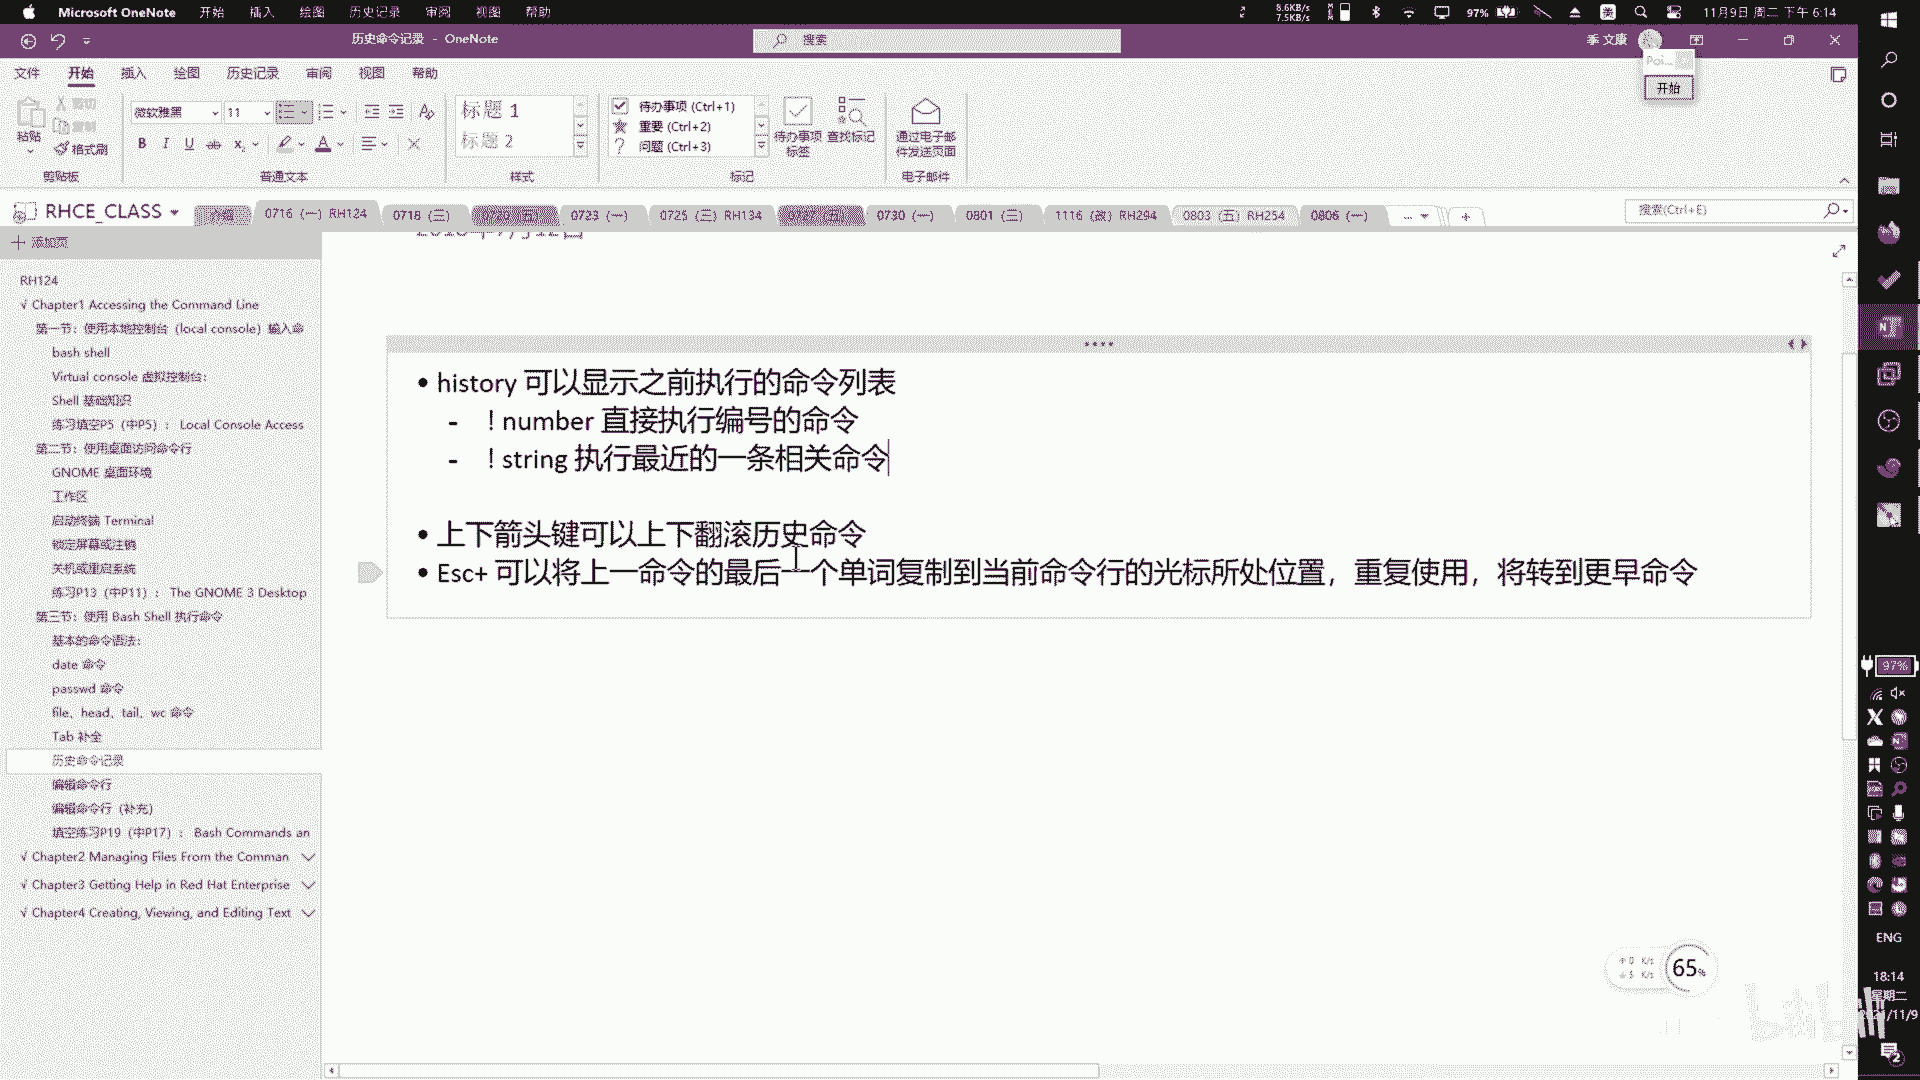 Microsoft OneNote 开始 插入 绘图 历史记录 审阅 视图 帮助
8.6KB/s
7.5KB/s
97%
11月9日 周二 下午 6:14
历史命令记录 - OneNote
搜索
季 文康
文件 开始 插入 绘图 历史记录 审阅 视图 帮助
Poi...
开始
粘贴
剪切
复制
格式刷
剪贴板
微软雅黑 11
普通文本
标题 1
标题 2
样式
待办事项 (Ctrl+1)
重要 (Ctrl+2)
问题 (Ctrl+3)
待办事项
标签
查找标记
标记
通过电子邮
件发送页面
电子邮件
RHCE_CLASS
0716 (一) RH124
0718 (三)
0720 (五)
0723 (一)
0725 (三) RH134
0727 (五)
0730 (一)
0801 (三)
1116 (故) RH294
0803 (五) RH254
0806 (一)
搜索(Ctrl+E)
添加页
RH124
√ Chapter1 Accessing the Command Line
第一节：使用本地控制台（local console）输入命
bash shell
Virtual console 虚拟控制台:
Shell 基础知识
练习填空P5（中P5）： Local Console Access
第二节：使用桌面访问命令行
GNOME 桌面环境
工作区
启动终端 Terminal
锁定屏幕或注销
关机或重启系统
练习P13（中P11）： The GNOME 3 Desktop
第三节：使用 Bash Shell 执行命令
基本的命令语法:
date 命令
passwd 命令
file、head、tail、wc 命令
Tab 补全
历史命令记录
编辑命令行
编辑命令行（补充）
填空练习P19（中P17）： Bash Commands an
√ Chapter2 Managing Files From the Comman
√ Chapter3 Getting Help in Red Hat Enterprise
√ Chapter4 Creating, Viewing, and Editing Text
• history 可以显示之前执行的命令列表
- ! number 直接执行编号的命令
- ! string 执行最近的一条相关命令
• 上下箭头键可以上下翻滚历史命令
• Esc+ 可以将上一命令的最后一个单词复制到当前命令行的光标所处位置，重复使用，将转到更早命令
65%
97%
ENG
18:14
星期二